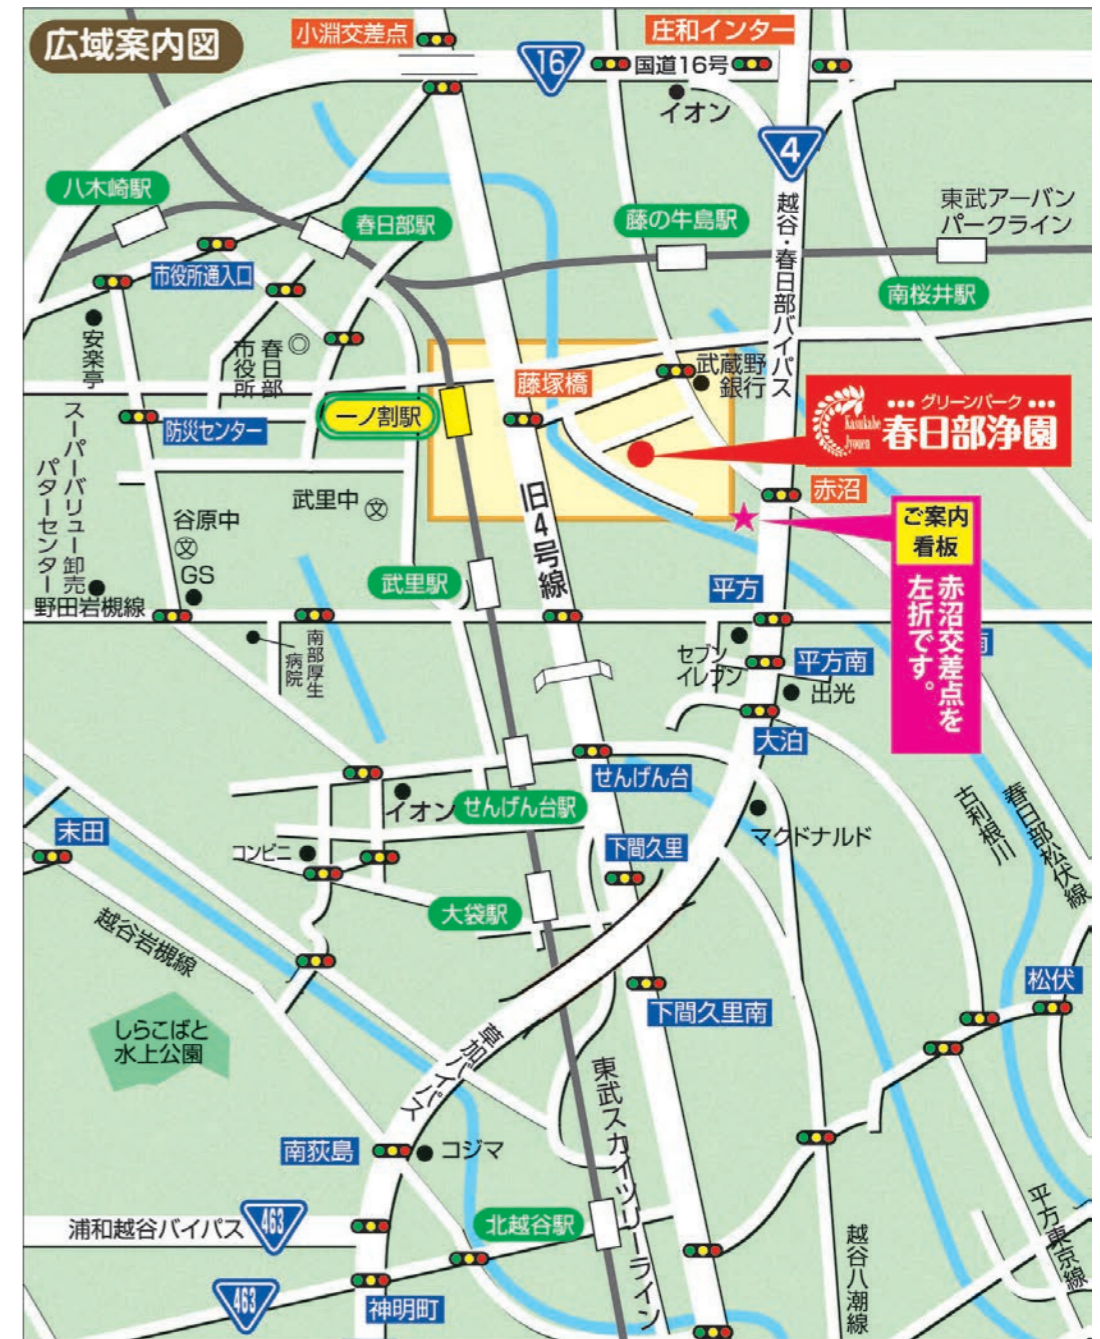 広域案内図
小淵交差点
庄和インター
16
国道16号
イオン
4
八木崎駅
春日部駅
藤の牛島駅
東武アーバン
パークライン
越谷・春日部バイパス
市役所通入口
南桜井駅
安楽亭
春日部
市役所
武蔵野
銀行
藤塚橋
一ノ割駅
グリーンパーク
Kasukabe
Jyouen
春日部浄園
防災センター
スーパーバリュー卸売
パターセンター
武里中
文
谷原中
文
GS
旧4号線
赤沼
ご案内
看板
赤沼交差点を
左折です。
武里駅
平方
野田岩槻線
南部厚生
病院
セブン
イレブン
平方南
南
出光
大泊
せんげん台
イオン
せんげん台駅
マクドナルド
古利根川
春日部松伏線
末田
コンビニ
下間久里
大袋駅
越谷岩槻線
松伏
下間久里南
しらこばと
水上公園
草加バイパス
東武スカイツリーライン
南荻島
コジマ
浦和越谷バイパス
463
北越谷駅
463
神明町
越谷八潮線
平方東京線